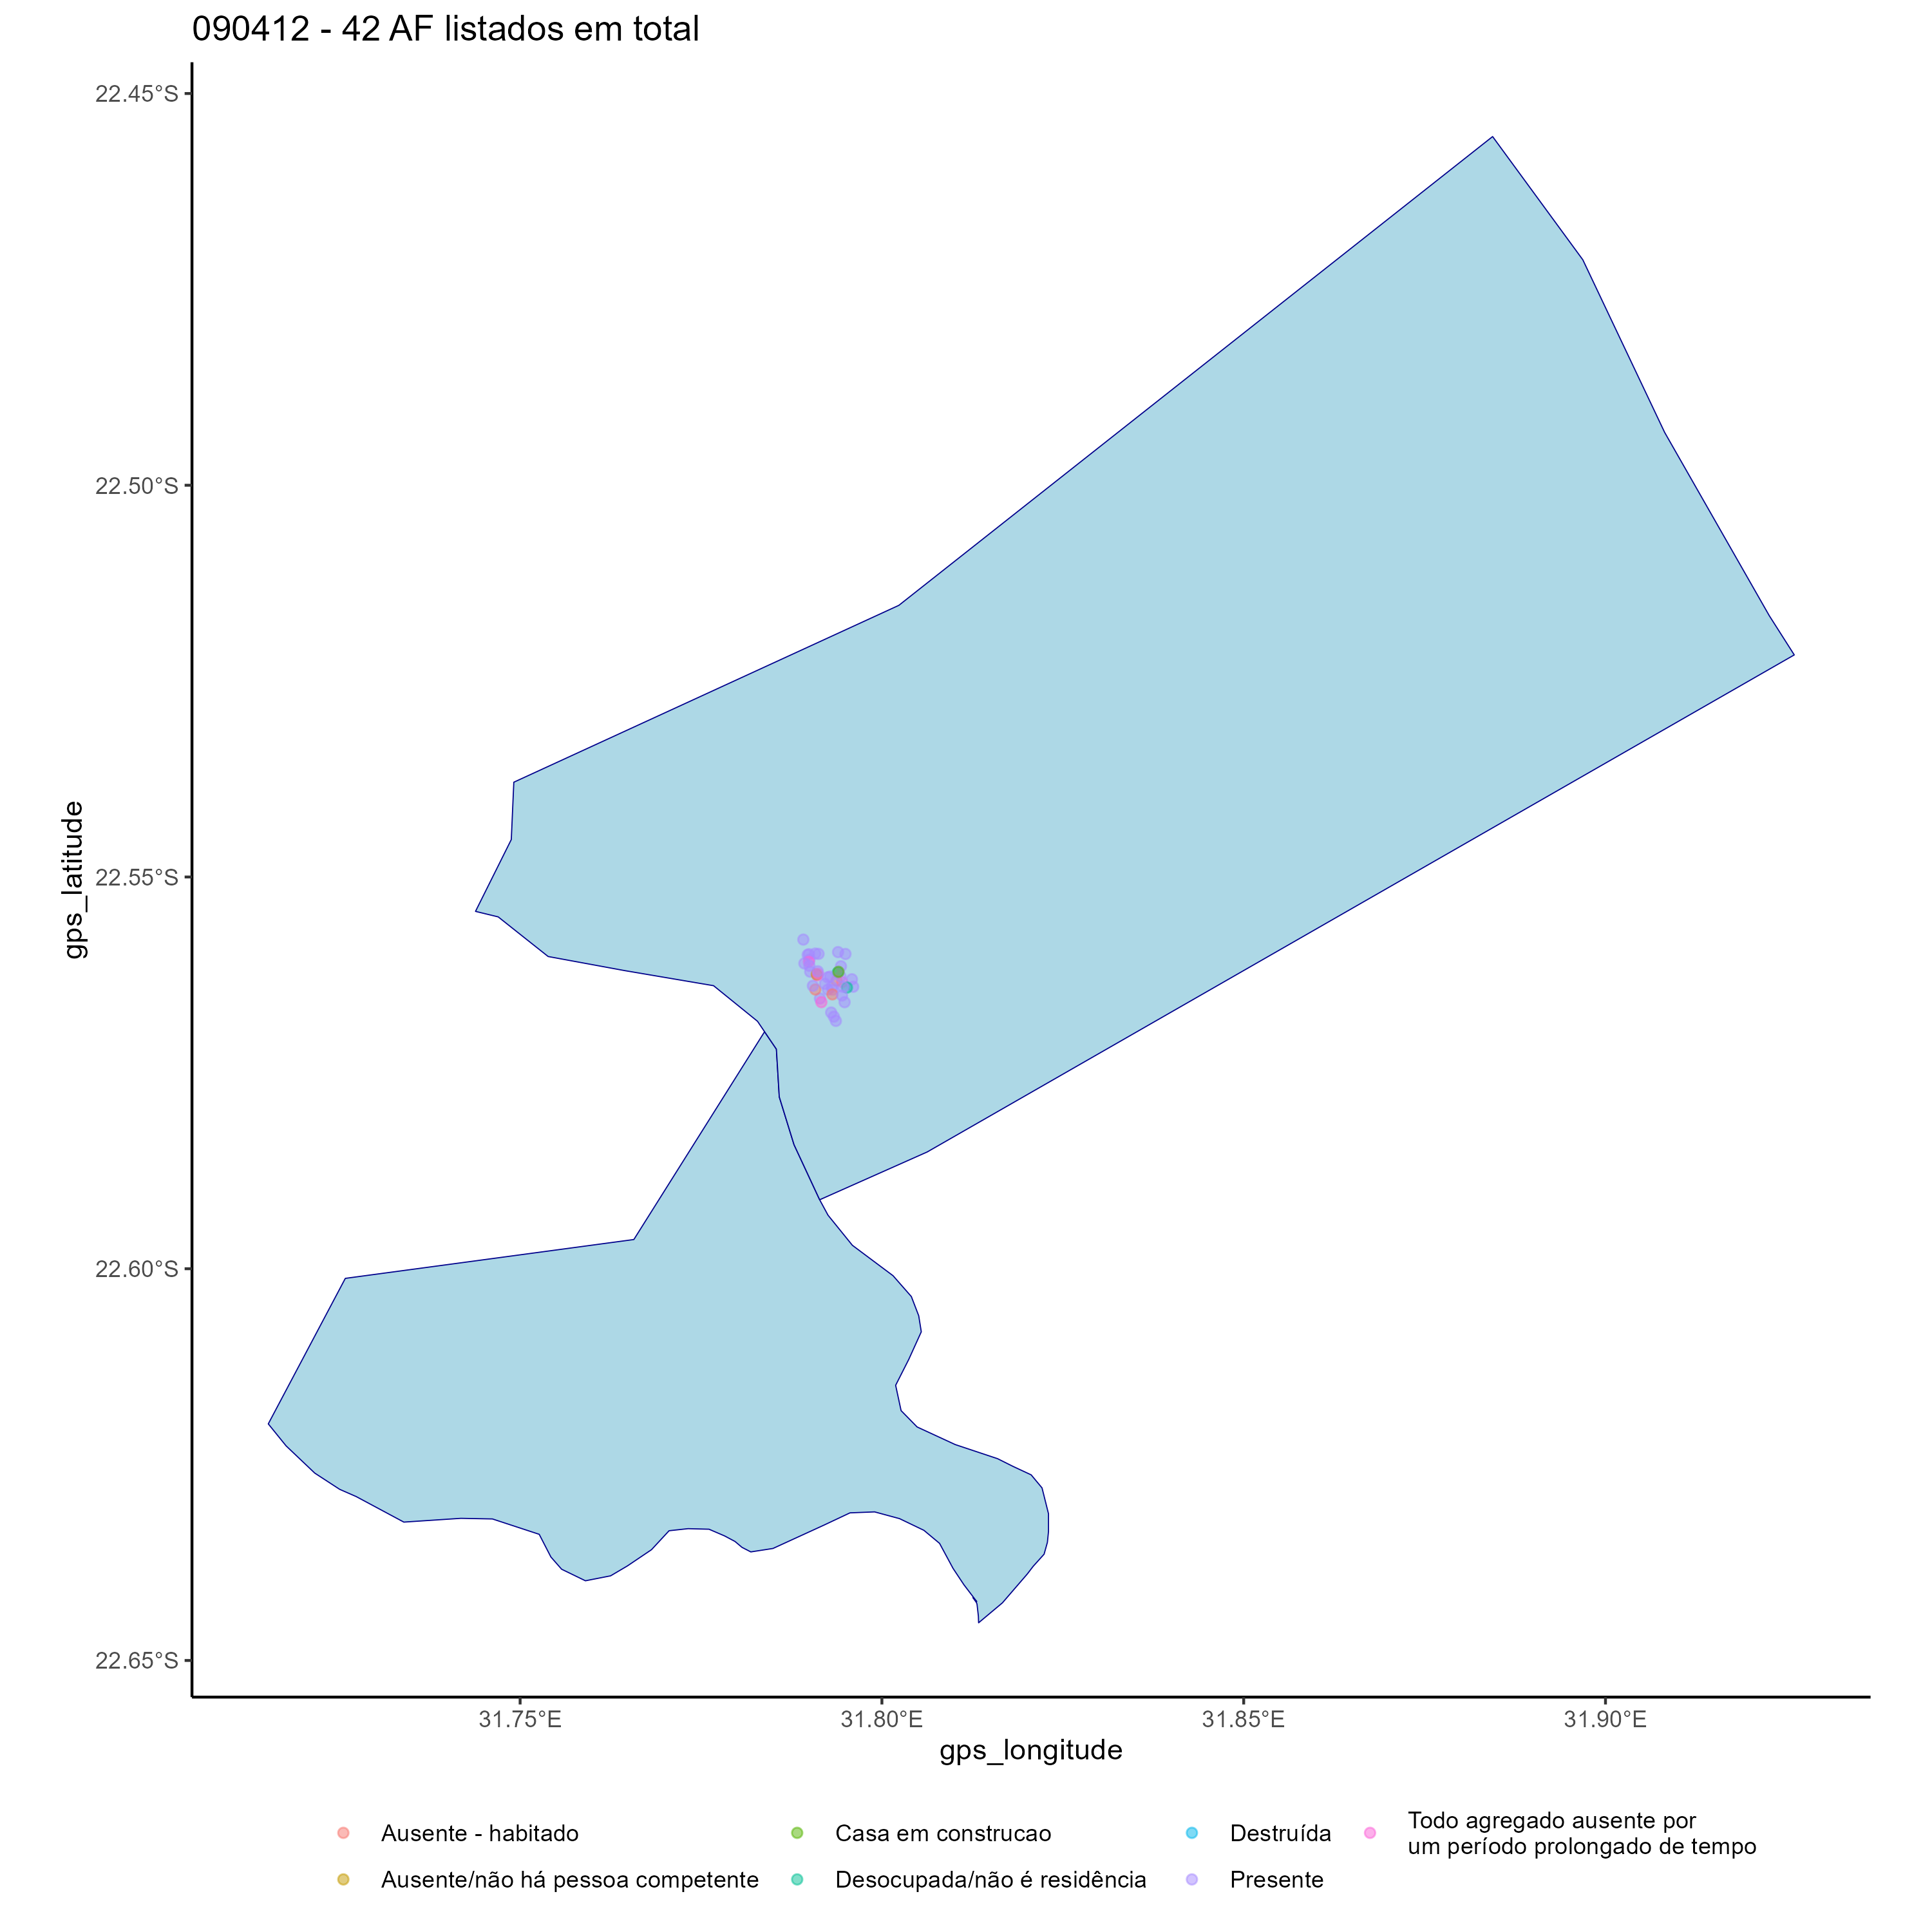 090412 - 42 AF listados em total
22.45°S
22.50°S
22.55°S
22.60°S
22.65°S
gps_latitude
31.75°E
31.80°E
31.85°E
31.90°E
gps_longitude
Ausente - habitado
Ausente/não há pessoa competente
Casa em construcao
Desocupada/não é residência
Destruída
Presente
Todo agregado ausente por
um período prolongado de tempo